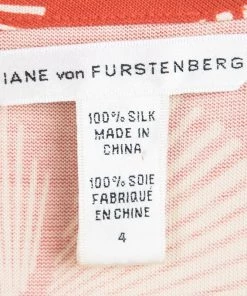 IANE von FURSTENBERG
100% SILK
MADE IN
CHINA
100% SOIE
FABRIQUÉ
EN CHINE
4